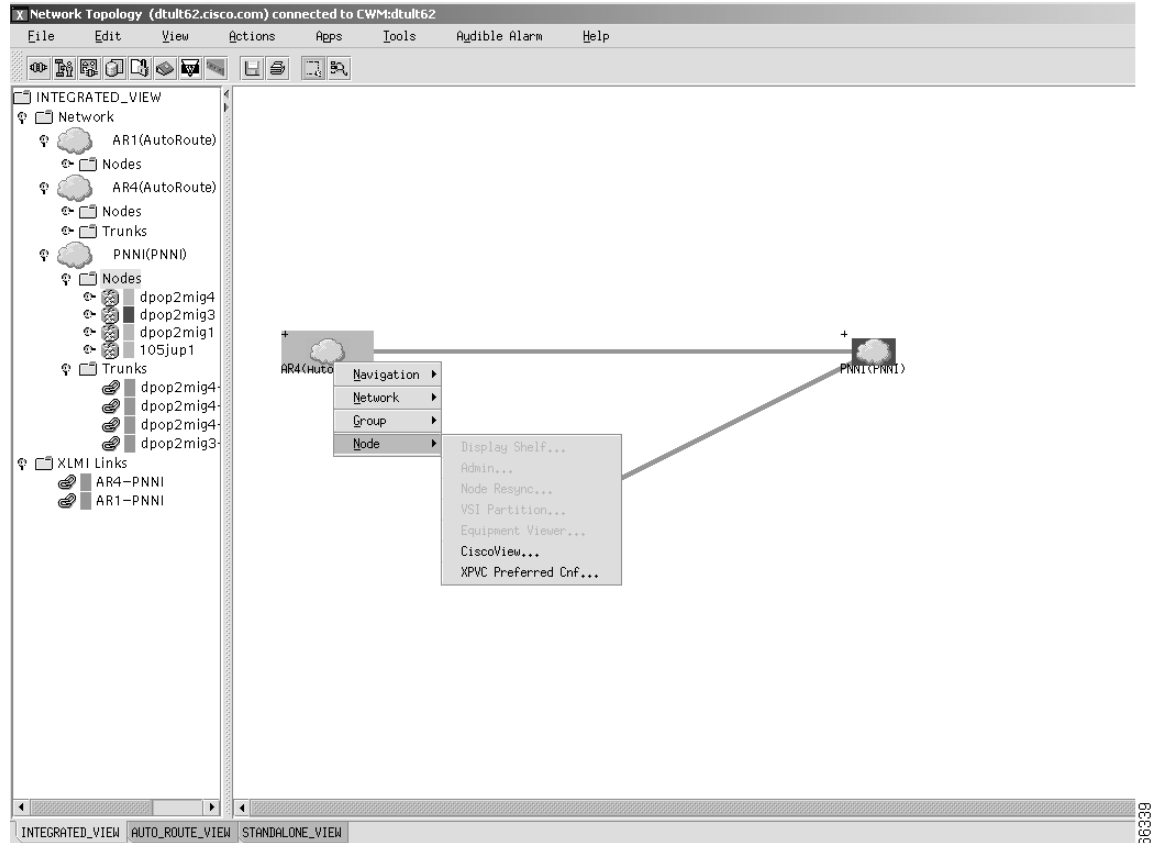 X Network Topology (dtult62.cisco.com) connected to CWM:dtult62
File Edit View Actions Apps Tools Audible Alarm Help
INTEGRATED_VIEW
Network
AR1(AutoRoute)
Nodes
AR4(AutoRoute)
Nodes
Trunks
PNNI(PNNI)
Nodes
dpop2mig4
dpop2mig3
dpop2mig1
105jup1
Trunks
dpop2mig4-
dpop2mig4-
dpop2mig4-
dpop2mig3-
XLMI Links
AR4-PNNI
AR1-PNNI
+
AR4(Auto
+
PNNI(PNNI)
Navigation
Network
Group
Node
Display Shelf...
Admin...
Node Resync...
VSI Partition...
Equipment Viewer...
CiscoView...
XPVC Preferred Cnf...
INTEGRATED_VIEW AUTO_ROUTE_VIEW STANDALONE_VIEW
66339